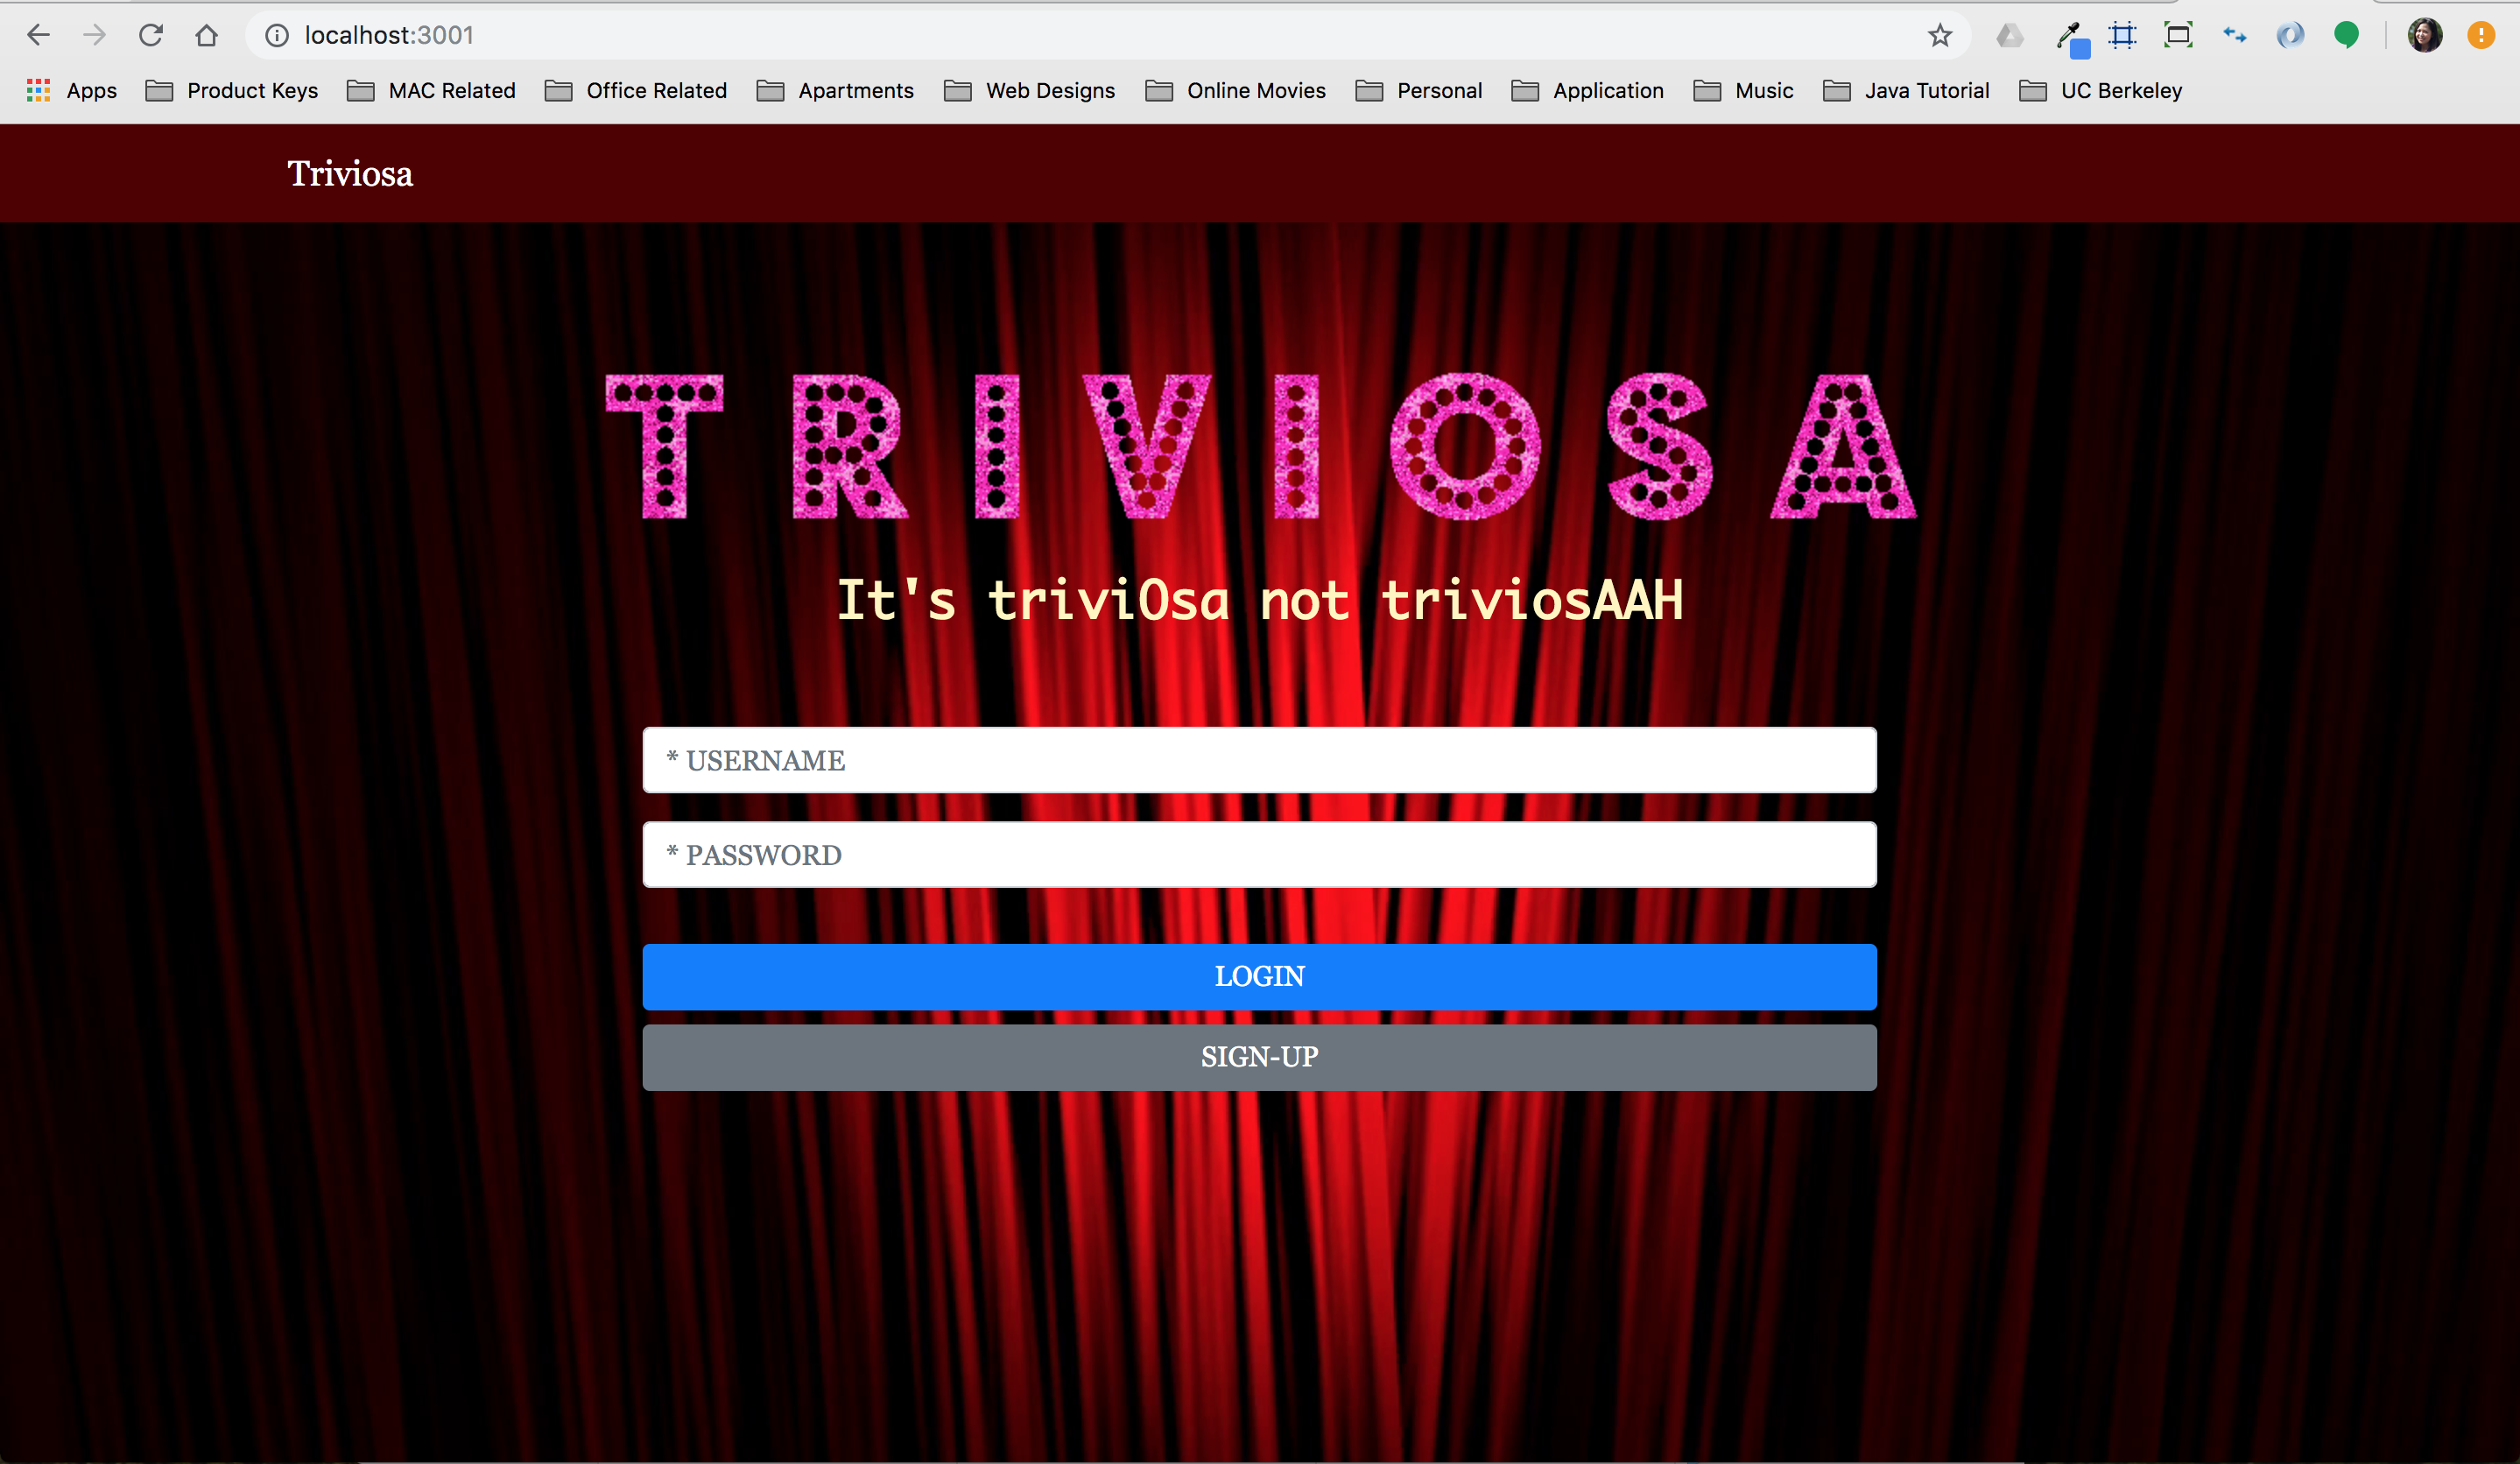 localhost:3001
Apps Product Keys MAC Related Office Related Apartments Web Designs Online Movies Personal Application Music Java Tutorial UC Berkeley
Triviosa
TRIVIOSA
It's triviOsa not triviosAAH
* USERNAME
* PASSWORD
LOGIN
SIGN-UP